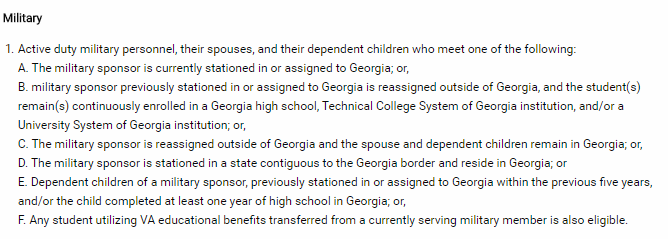 Military
1. Active duty military personnel, their spouses, and their dependent children who meet one of the following:
A. The military sponsor is currently stationed in or assigned to Georgia; or,
B. military sponsor previously stationed in or assigned to Georgia is reassigned outside of Georgia, and the student(s)
remain(s) continuously enrolled in a Georgia high school, Technical College System of Georgia institution, and/or a
University System of Georgia institution; or,
C. The military sponsor is reassigned outside of Georgia and the spouse and dependent children remain in Georgia; or,
D. The military sponsor is stationed in a state contiguous to the Georgia border and reside in Georgia; or
E. Dependent children of a military sponsor, previously stationed in or assigned to Georgia within the previous five years,
and/or the child completed at least one year of high school in Georgia; or,
F. Any student utilizing VA educational benefits transferred from a currently serving military member is also eligible.